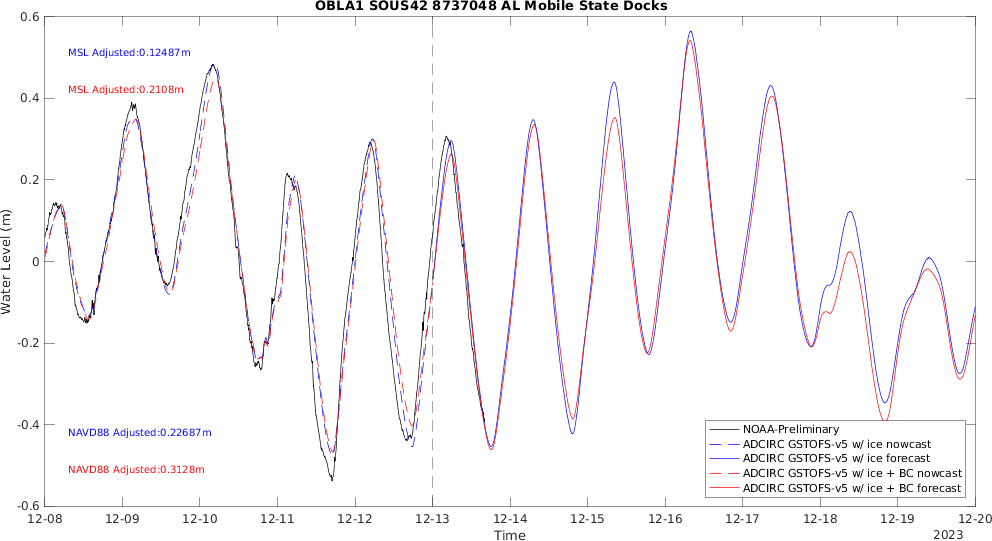 OBLA1 SOUS42 8737048 AL Mobile State Docks
0.6
0.4
0.2
0
-0.2
-0.4
-0.6
Water Level (m)
MSL Adjusted:0.12487m
MSL Adjusted:0.2108m
NAVD88 Adjusted:0.22687m
NAVD88 Adjusted:0.3128m
NOAA-Preliminary
ADCIRC GSTOFS-v5 w/ ice nowcast
ADCIRC GSTOFS-v5 w/ ice forecast
ADCIRC GSTOFS-v5 w/ ice + BC nowcast
ADCIRC GSTOFS-v5 w/ ice + BC forecast
12-08 12-09 12-10 12-11 12-12 12-13 12-14 12-15 12-16 12-17 12-18 12-19 12-20
Time
2023